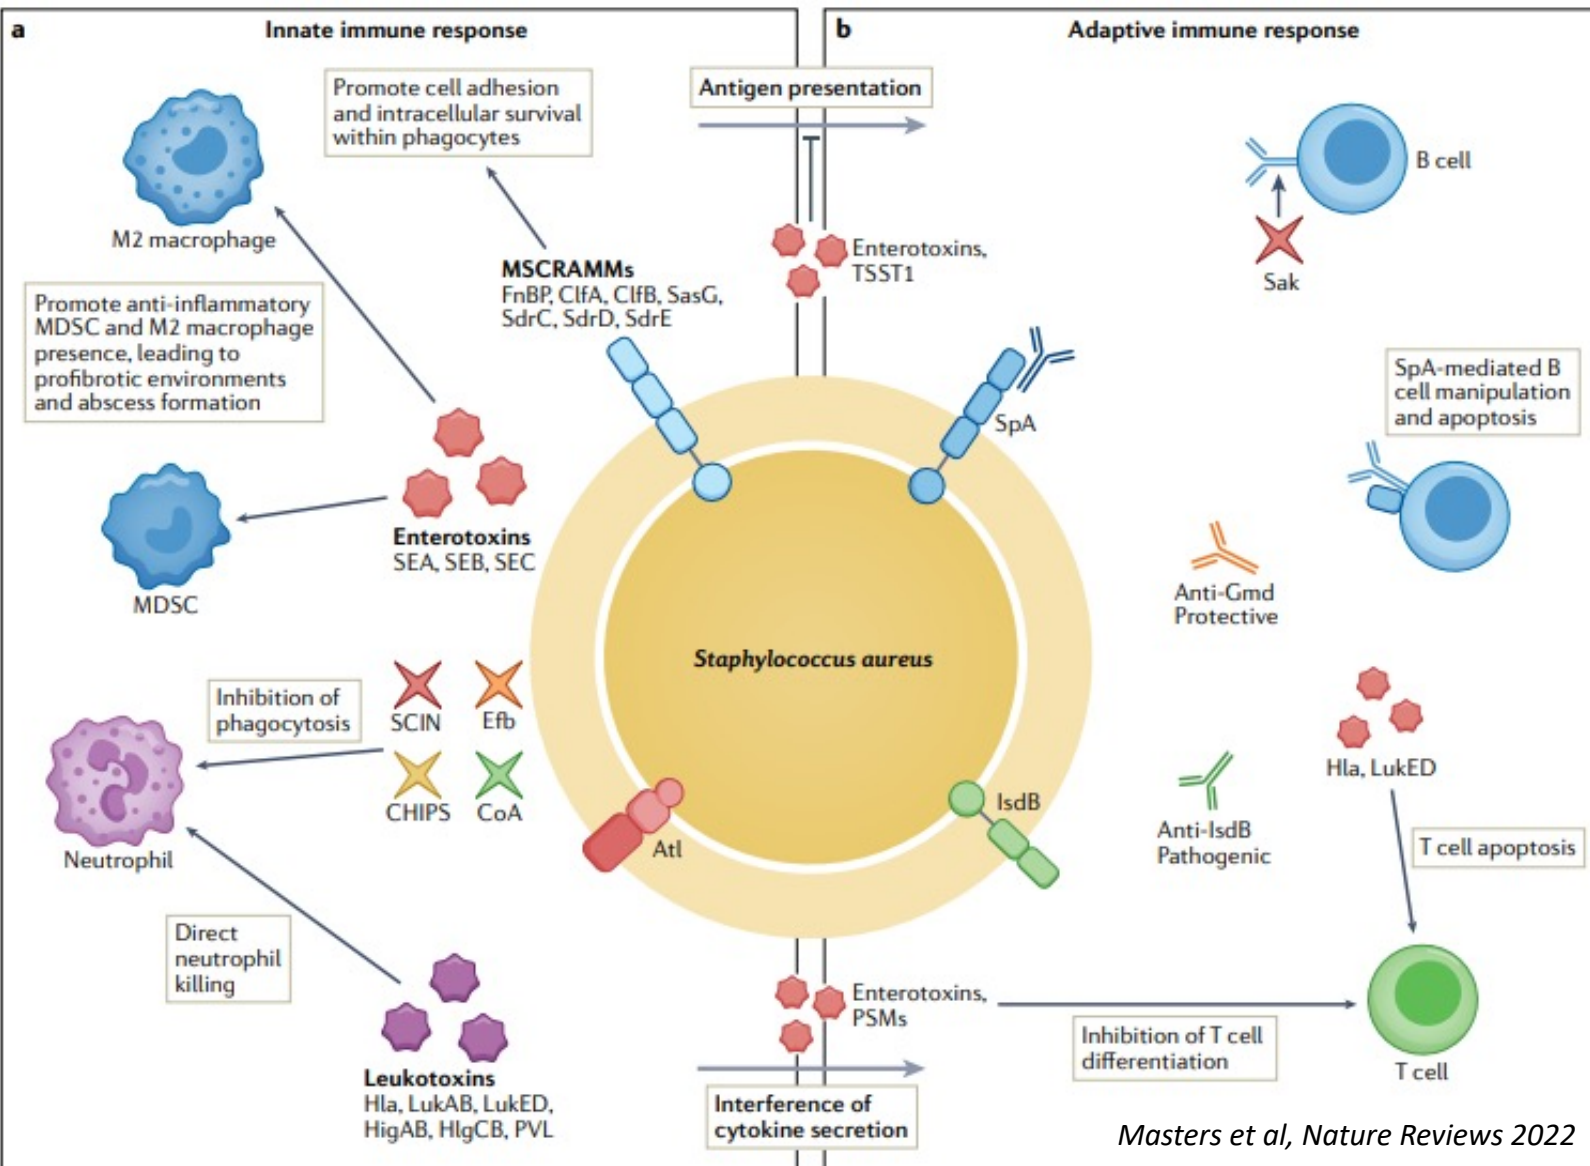 a
Innate immune response
b
Adaptive immune response
Promote cell adhesion
and intracellular survival
within phagocytes
Antigen presentation
M2 macrophage
B cell
Sak
MSCRAMMs
FnBP, ClfA, ClfB, SasG,
SdrC, SdrD, SdrE
Enterotoxins,
TSST1
Promote anti-inflammatory
MDSC and M2 macrophage
presence, leading to
profibrotic environments
and abscess formation
SpA
SpA-mediated B
cell manipulation
and apoptosis
Enterotoxins
SEA, SEB, SEC
MDSC
Anti-Gmd
Protective
Staphylococcus aureus
Inhibition of
phagocytosis
SCIN
Efb
CHIPS
CoA
Neutrophil
Hla, LukED
IsdB
Atl
Anti-IsdB
Pathogenic
T cell apoptosis
Direct
neutrophil
killing
Enterotoxins,
PSMs
Inhibition of T cell
differentiation
T cell
Leukotoxins
Hla, LukAB, LukED,
HigAB, HlgCB, PVL
Interference of
cytokine secretion
Masters et al, Nature Reviews 2022